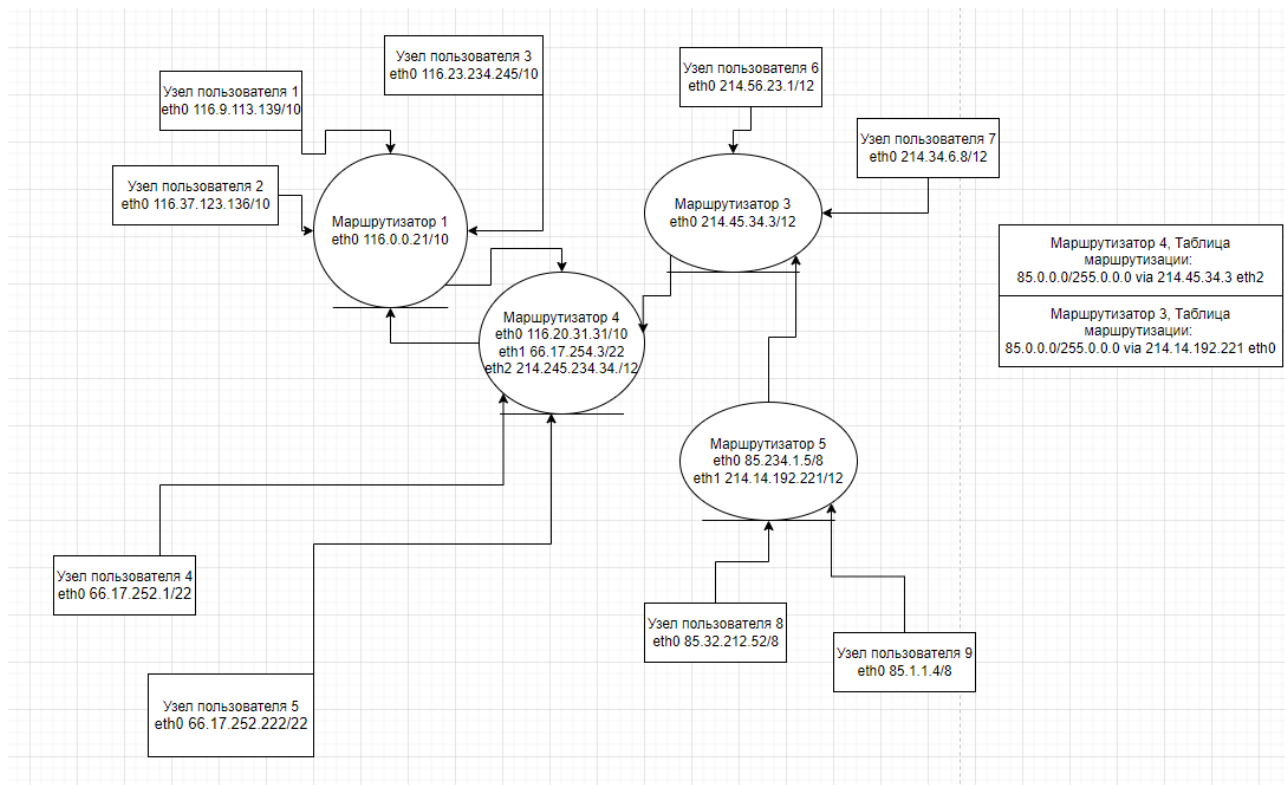 Узел пользователя 3
eth0 116.23.234.245/10
Узел пользователя 6
eth0 214.56.23.1/12
Узел пользователя 1
eth0 116.9.113.139/10
Узел пользователя 7
eth0 214.34.6.8/12
Узел пользователя 2
eth0 116.37.123.136/10
Маршрутизатор 1
eth0 116.0.0.21/10
Маршрутизатор 3
eth0 214.45.34.3/12
Маршрутизатор 4, Таблица
маршрутизации:
85.0.0.0/255.0.0.0 via 214.45.34.3 eth2
Маршрутизатор 3, Таблица
маршрутизации:
85.0.0.0/255.0.0.0 via 214.14.192.221 eth0
Маршрутизатор 4
eth0 116.20.31.31/10
eth1 66.17.254.3/22
eth2 214.245.234.34./12
Маршрутизатор 5
eth0 85.234.1.5/8
eth1 214.14.192.221/12
Узел пользователя 4
eth0 66.17.252.1/22
Узел пользователя 8
eth0 85.32.212.52/8
Узел пользователя 9
eth0 85.1.1.4/8
Узел пользователя 5
eth0 66.17.252.222/22